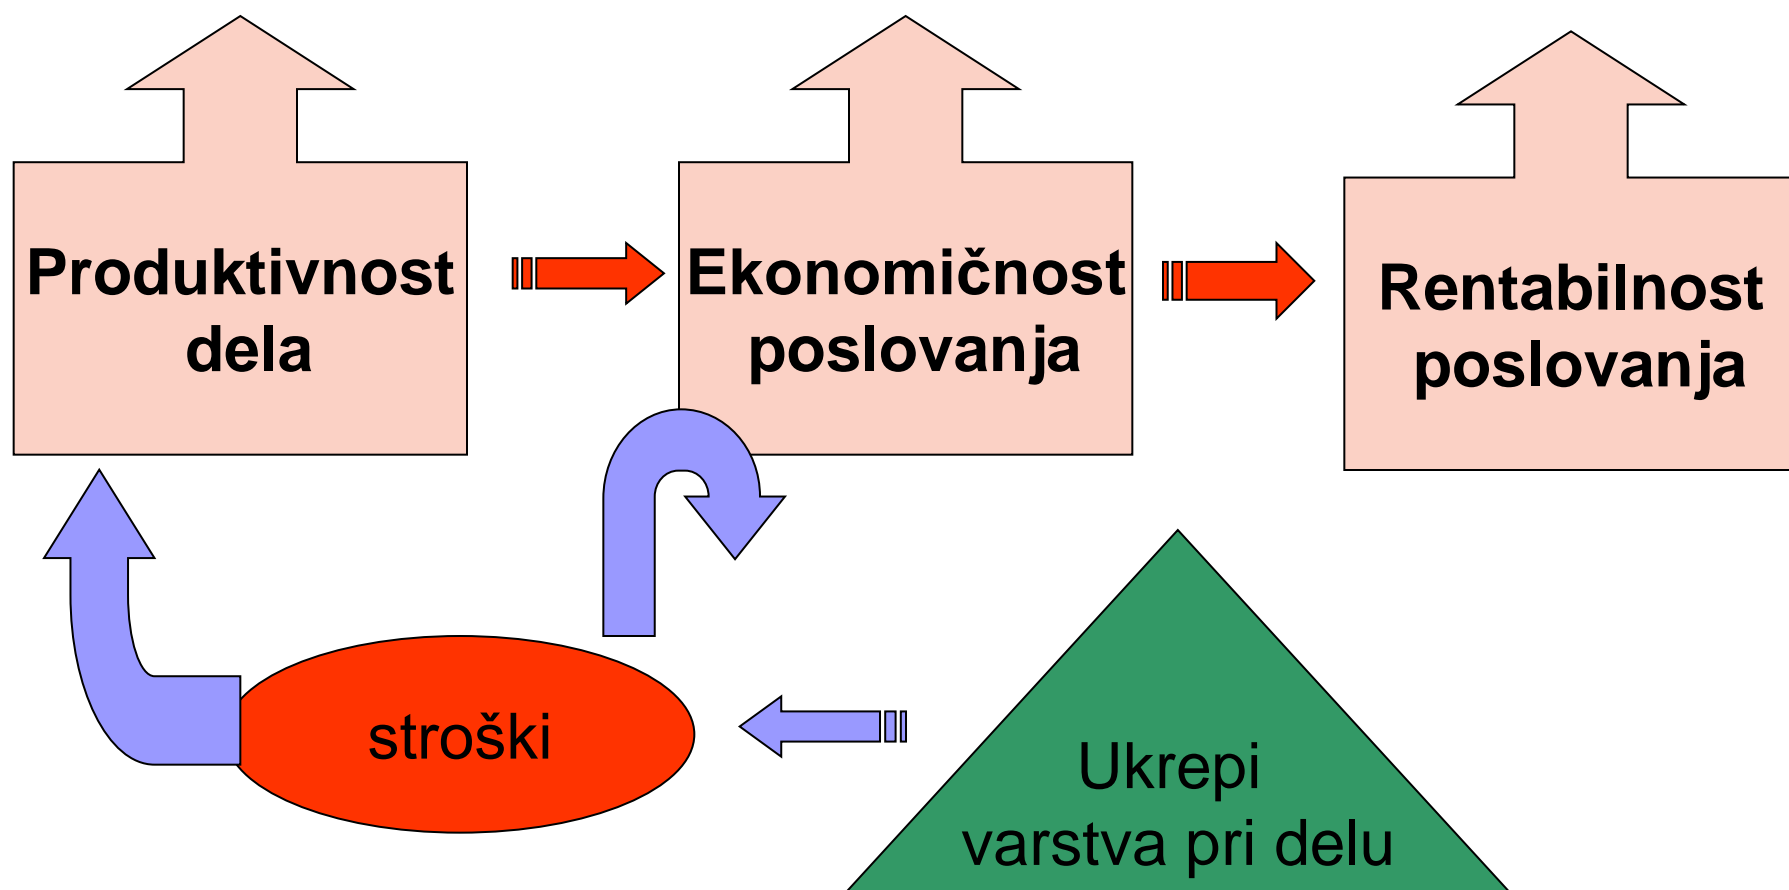 Produktivnost
dela
Ekonomičnost
poslovanja
Rentabilnost
poslovanja
stroški
Ukrepi
varstva pri delu